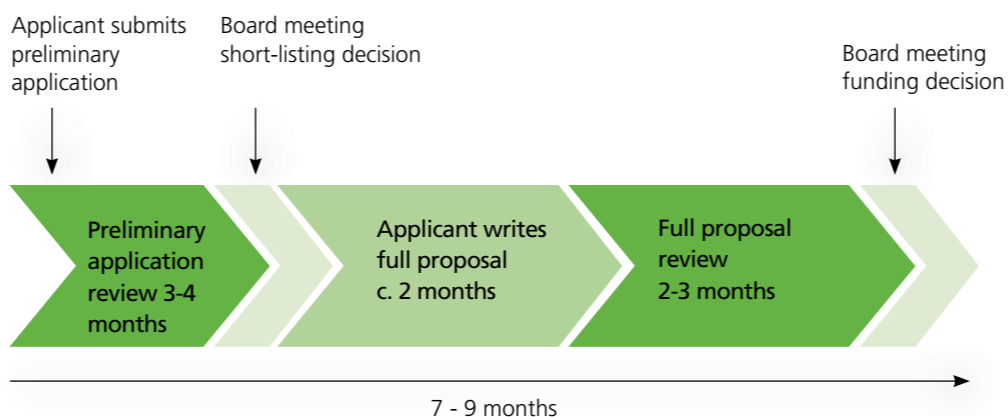 Applicant submits
preliminary
application
Board meeting
short-listing decision
Board meeting
funding decision
Preliminary
application
review 3-4
months
Applicant writes
full proposal
c. 2 months
Full proposal
review
2-3 months
7 - 9 months